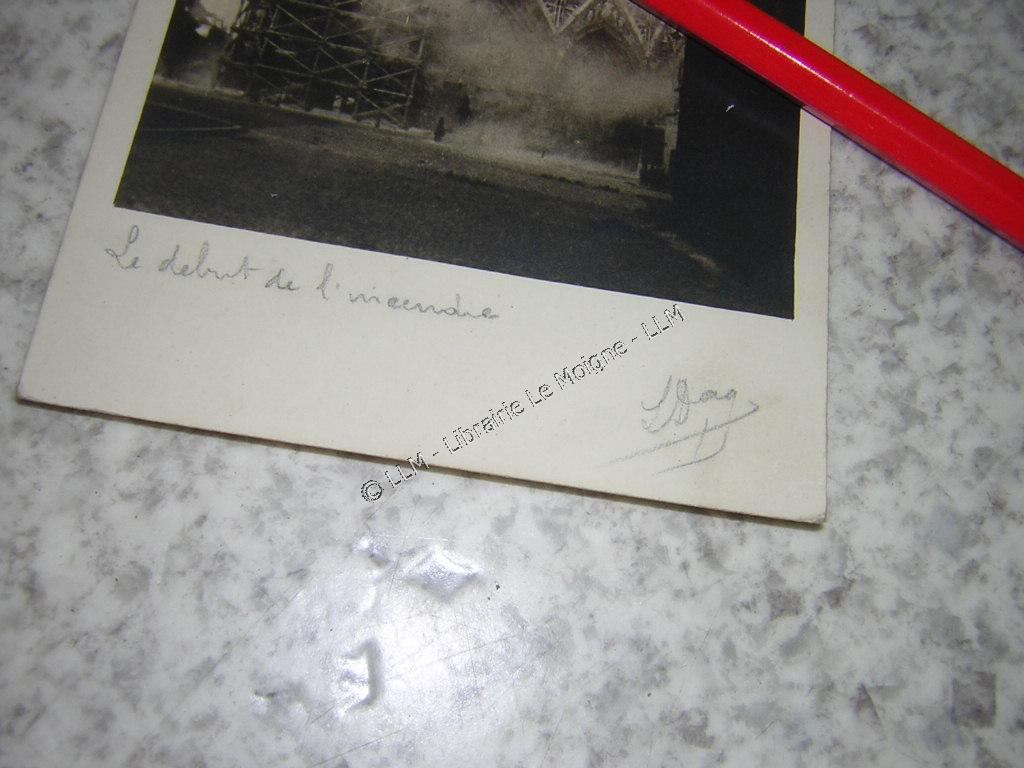 Le debut de l'incendie
© LLM - Librairie Le Moigne - LLM